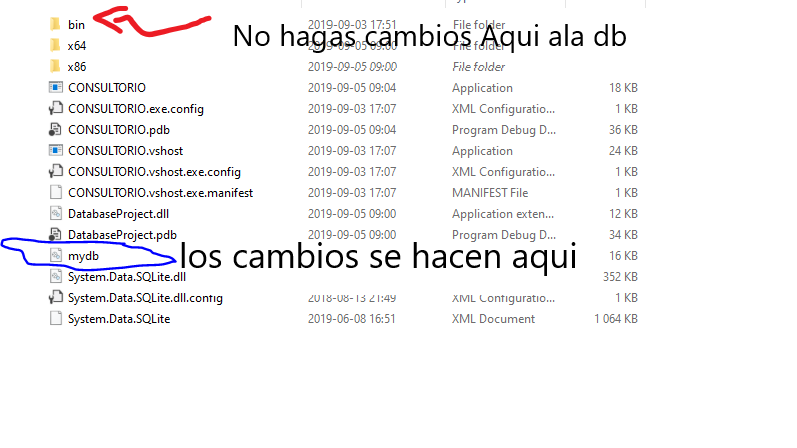 bin 2019-09-03 17:51 File folder
No hagas cambios Aqui ala db
x64 2019-09-05 09:00 File folder
x86 2019-09-05 09:00 File folder
CONSULTORIO 2019-09-05 09:04 Application 18 KB
CONSULTORIO.exe.config 2019-09-03 17:07 XML Configuratio... 1 KB
CONSULTORIO.pdb 2019-09-05 09:04 Program Debug D... 36 KB
CONSULTORIO.vshost 2019-09-03 17:07 Application 24 KB
CONSULTORIO.vshost.exe.config 2019-09-03 17:07 XML Configuratio... 1 KB
CONSULTORIO.vshost.exe.manifest 2019-09-03 17:07 MANIFEST File 1 KB
DatabaseProject.dll 2019-09-05 09:00 Application exten... 12 KB
DatabaseProject.pdb 2019-09-05 09:00 Program Debug D... 34 KB
mydb los cambios se hacen aqui 16 KB
System.Data.SQLite.dll 352 KB
System.Data.SQLite.dll.config 2018-08-13 21:49 XML Configuratio... 1 KB
System.Data.SQLite 2019-06-08 16:51 XML Document 1 064 KB